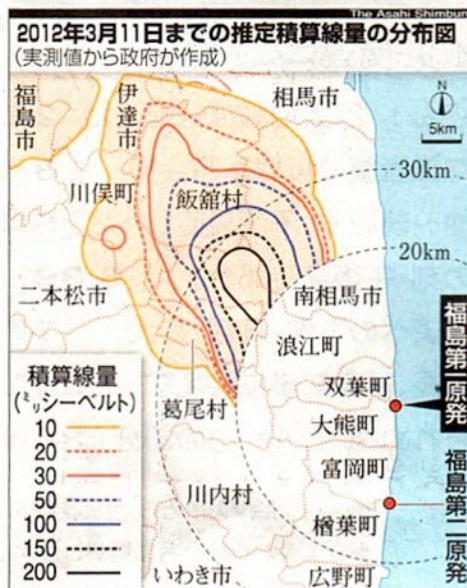 The Asahi Shimbun
2012年3月11日までの推定積算線量の分布図
(実測値から政府が作成)
福島市
伊達市
相馬市
N
5km
川俣町
飯舘村
30km
20km
二本松市
南相馬市
浪江町
福島第一原発
双葉町
葛尾村
大熊町
富岡町
川内村
福島第二原発
楢葉町
いわき市
広野町
積算線量
(ミリシーベルト)
10
20
30
50
100
150
200